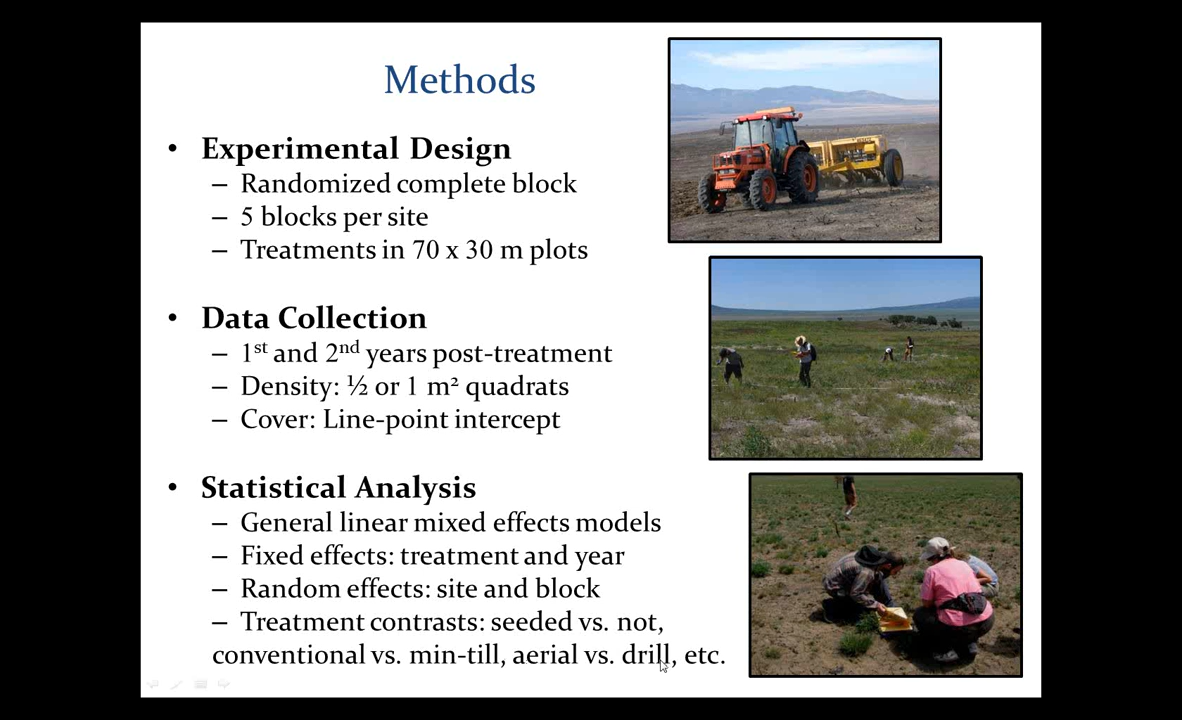 Methods
• Experimental Design
– Randomized complete block
– 5 blocks per site
– Treatments in 70 x 30 m plots
• Data Collection
– 1st and 2nd years post-treatment
– Density: ½ or 1 m² quadrats
– Cover: Line-point intercept
• Statistical Analysis
– General linear mixed effects models
– Fixed effects: treatment and year
– Random effects: site and block
– Treatment contrasts: seeded vs. not,
conventional vs. min-till, aerial vs. drill, etc.